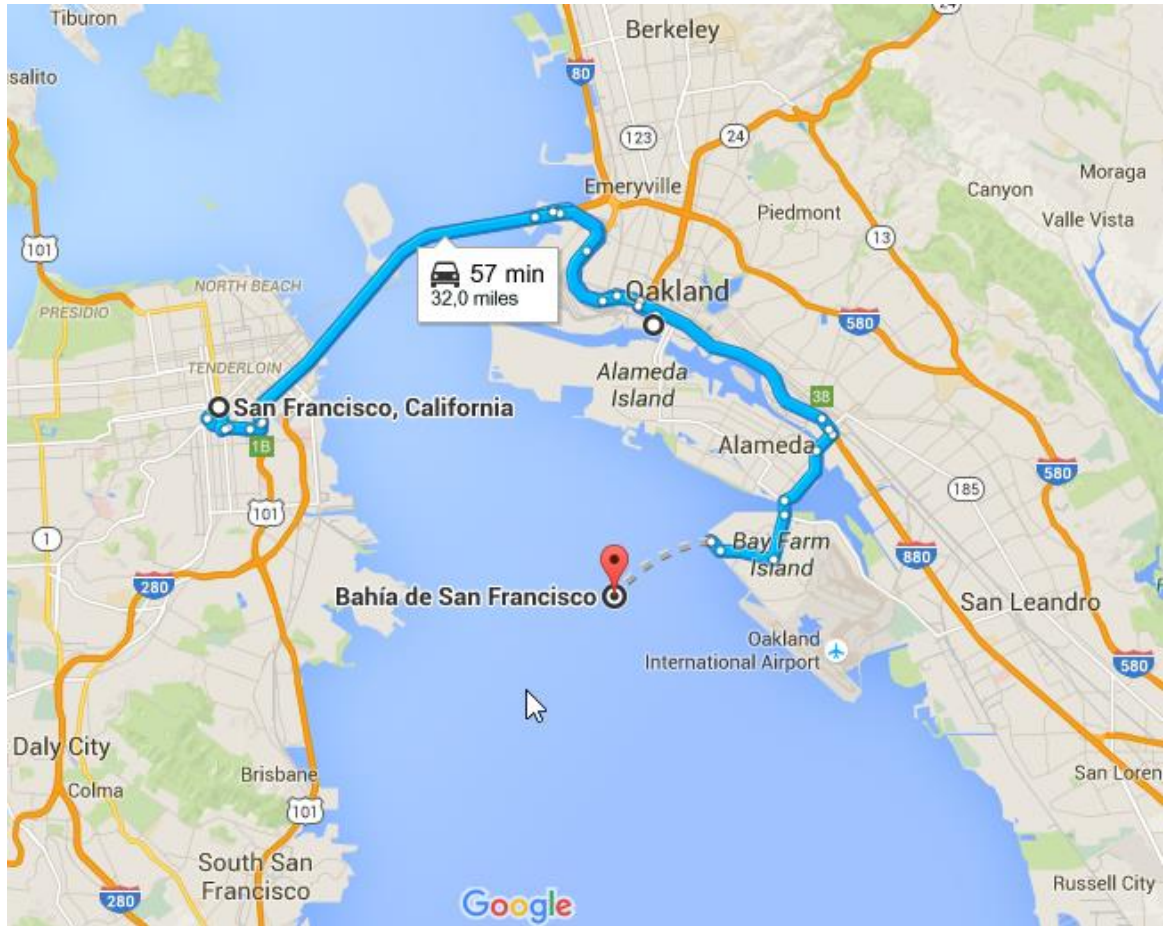 Tiburon
24
Berkeley
salito
80
123
24
Moraga
Emeryville
Canyon
Piedmont
Valle Vista
101
13
57 min
32,0 miles
NORTH BEACH
Oakland
PRESIDIO
580
TENDERLOIN
Alameda
Island
38
San Francisco, California
1B
Alameda
580
185
101
1
Bay Farm
Island
880
280
Bahía de San Francisco
San Leandro
Oakland
International Airport
580
Daly City
Brisbane
San Loren
Colma
101
South San
Francisco
280
Russell City
Google